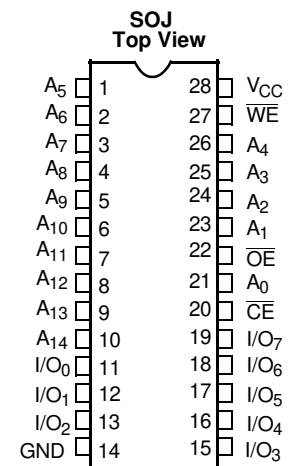 SOJ
Top View
A5 1 28 VCC
A6 2 27 WE
A7 3 26 A4
A8 4 25 A3
A9 5 24 A2
A10 6 23 A1
A11 7 22 OE
A12 8 21 A0
A13 9 20 CE
A14 10 19 I/O7
I/O0 11 18 I/O6
I/O1 12 17 I/O5
I/O2 13 16 I/O4
GND 14 15 I/O3